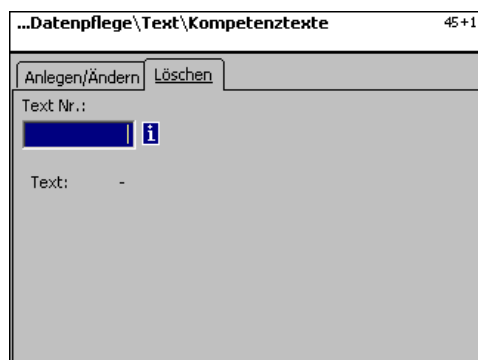 ...Datenpflege\Text\Kompetenztexte 45+1
Anlegen/Ändern Löschen
Text Nr.:
i
Text: -